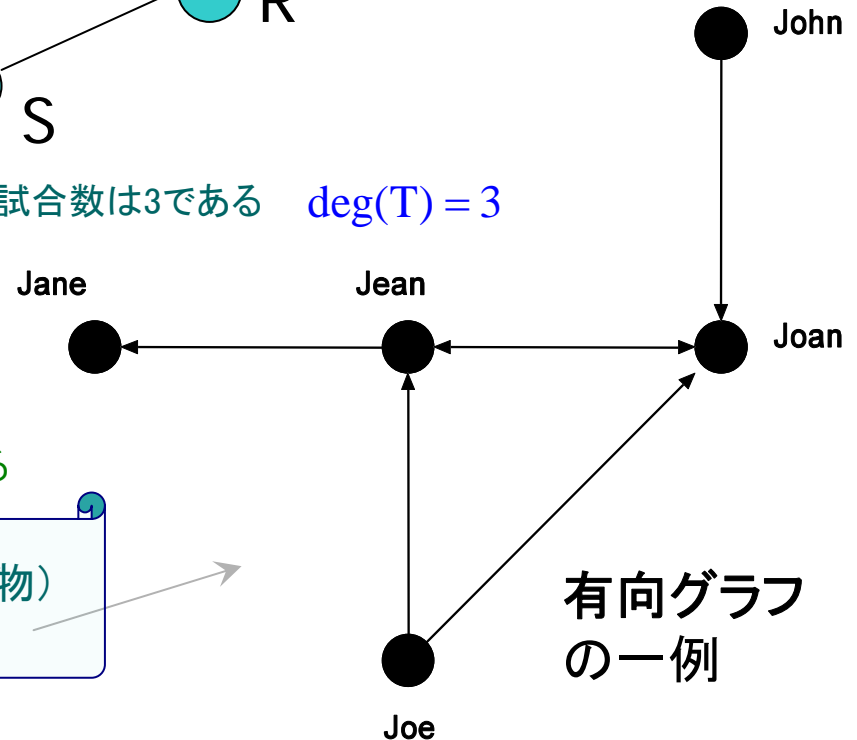 R
John
S
試合数は3である deg(T) = 3
Jane
Jean
Joan
る
物）
有向グラフ
の一例
Joe